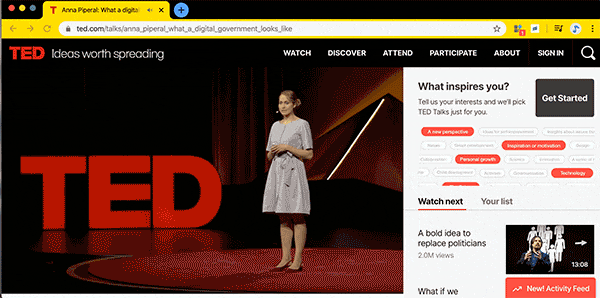 Anna Piperal: What a digital
ted.com/talks/anna_piperal_what_a_digital_government_looks_like
TED Ideas worth spreading
WATCH DISCOVER ATTEND PARTICIPATE ABOUT SIGN IN
TED
What inspires you?
Tell us your interests and we'll pick
TED Talks just for you.
Get Started
A new perspective
Inspiration or motivation
Personal growth
Technology
Watch next Your list
A bold idea to
replace politicians
2.0M views
13:08
What if we
New! Activity Feed